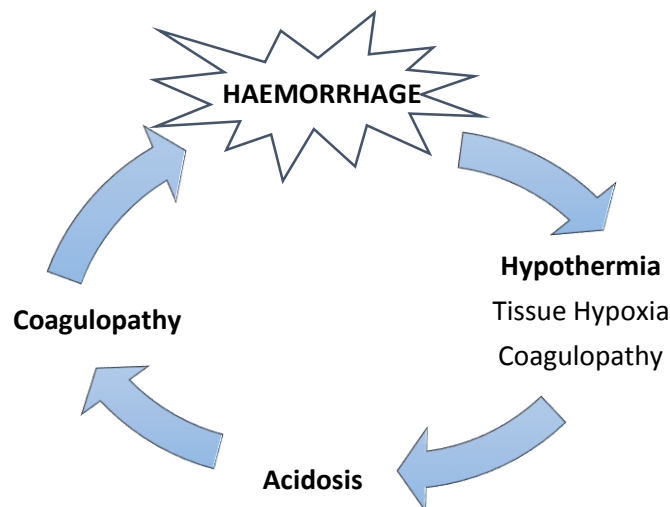 HAEMORRHAGE
Hypothermia
Tissue Hypoxia
Coagulopathy
Acidosis
Coagulopathy